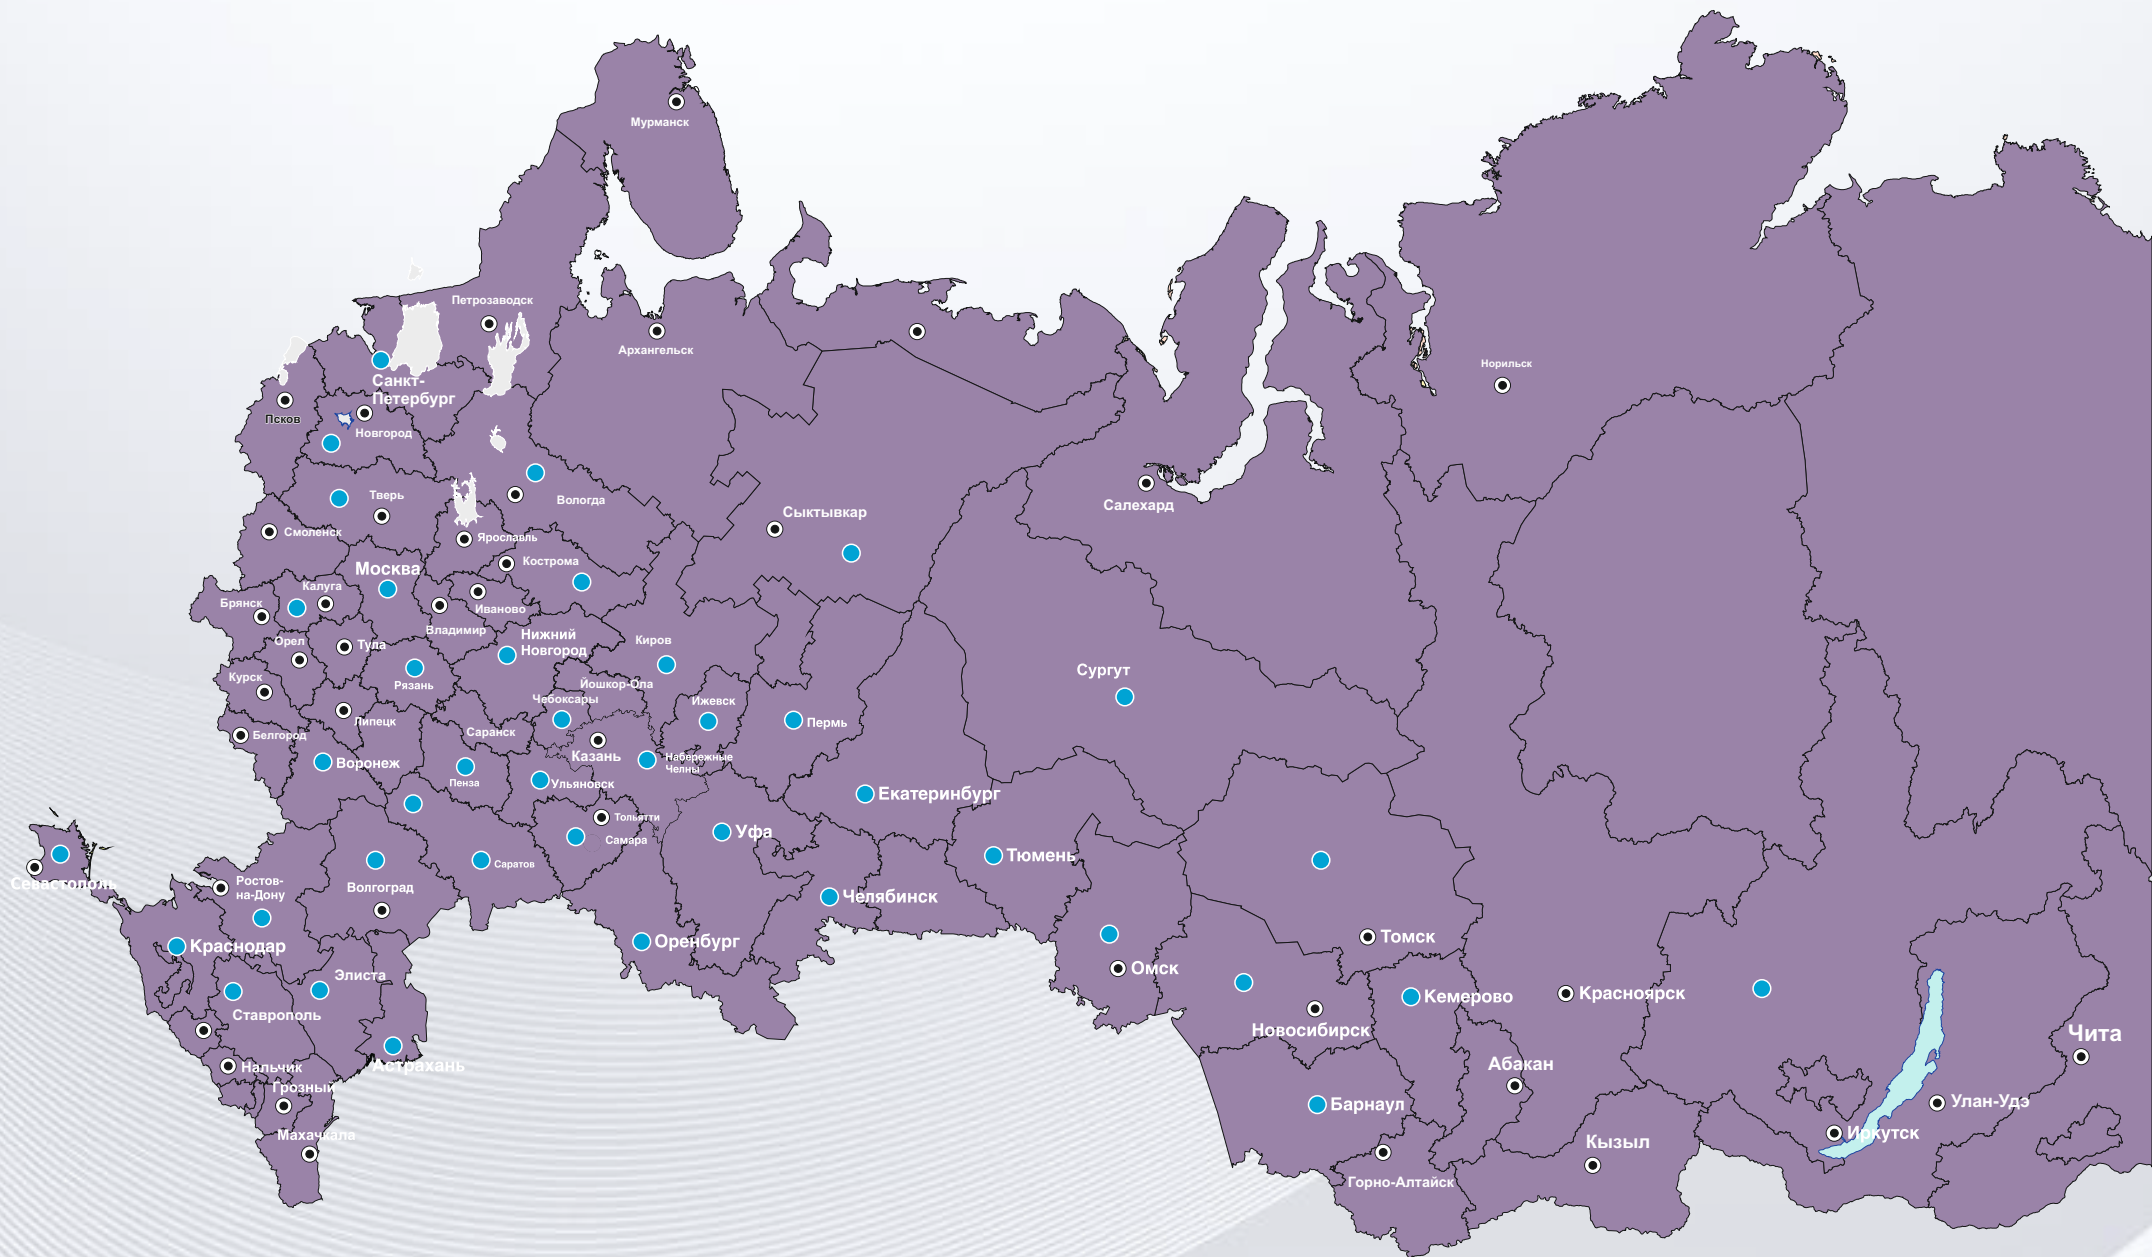 Мурманск
Петрозаводск
Архангельск
Норильск
Санкт-
Петербург
Псков
Новгород
Тверь
Вологда
Салехард
Сыктывкар
Смоленск
Ярославль
Москва
Кострома
Калуга
Брянск
Иваново
Владимир
Нижний
Новгород
Киров
Орел
Тула
Сургут
Курск
Рязань
Йошкор-Ола
Чебоксары
Ижевск
Липецк
Пермь
Белгород
Саранск
Воронеж
Казань
Набережные
Челны
Пенза
Ульяновск
Екатеринбург
Тольятти
Уфа
Самара
Тюмень
Саратов
Севастополь
Ростов-
на-Дону
Волгоград
Челябинск
Краснодар
Оренбург
Томск
Омск
Элиста
Кемерово
Красноярск
Ставрополь
Новосибирск
Чита
Нальчик
Астрахань
Абакан
Грозный
Барнаул
Улан-Удэ
Махачкала
Иркутск
Кызыл
Горно-Алтайск